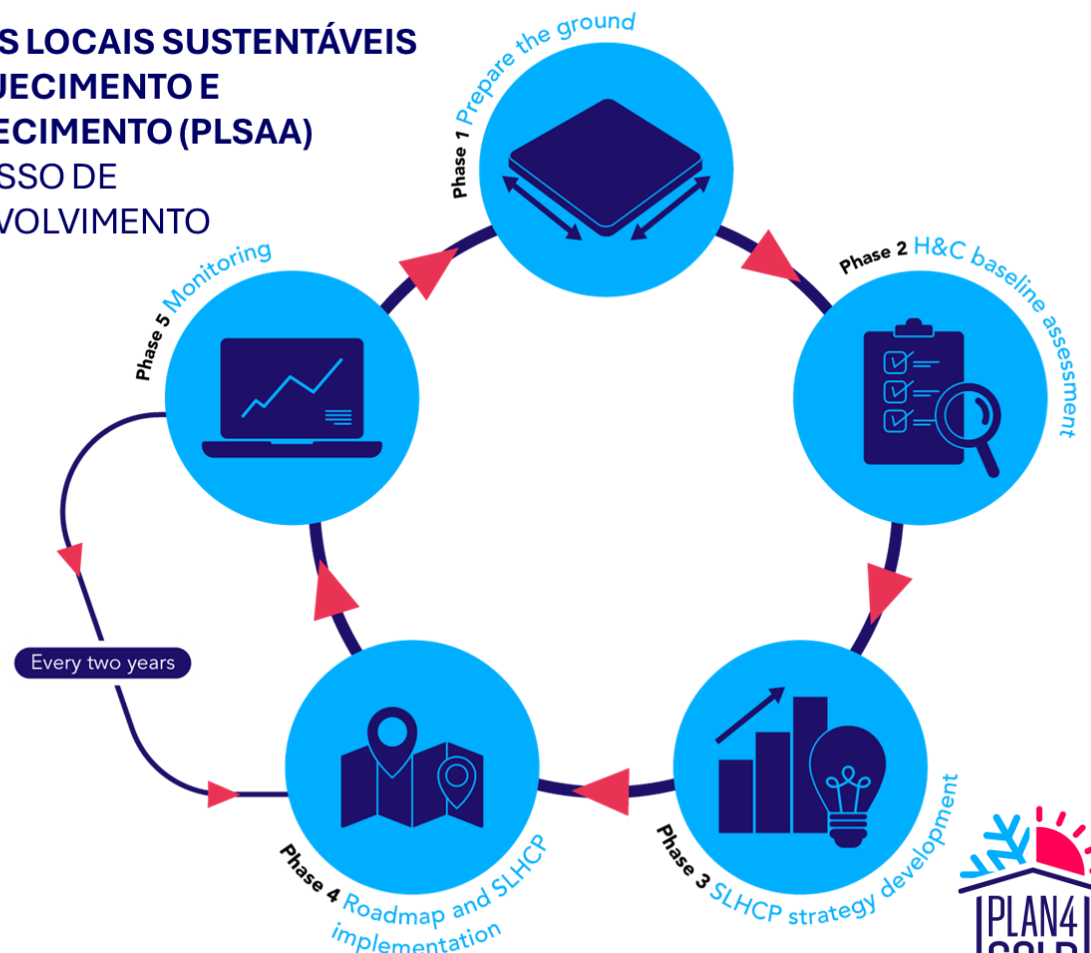 S LOCAIS SUSTENTÁVEIS
UECIMENTO E
ECIMENTO (PLSAA)
SSO DE
VOLVIMENTO
Phase 1 Prepare the ground
Phase 2 H&C baseline assessment
Phase 3 SLHCP strategy development
Phase 4 Roadmap and SLHCP
implementation
Phase 5 Monitoring
Every two years
PLAN4
COLD